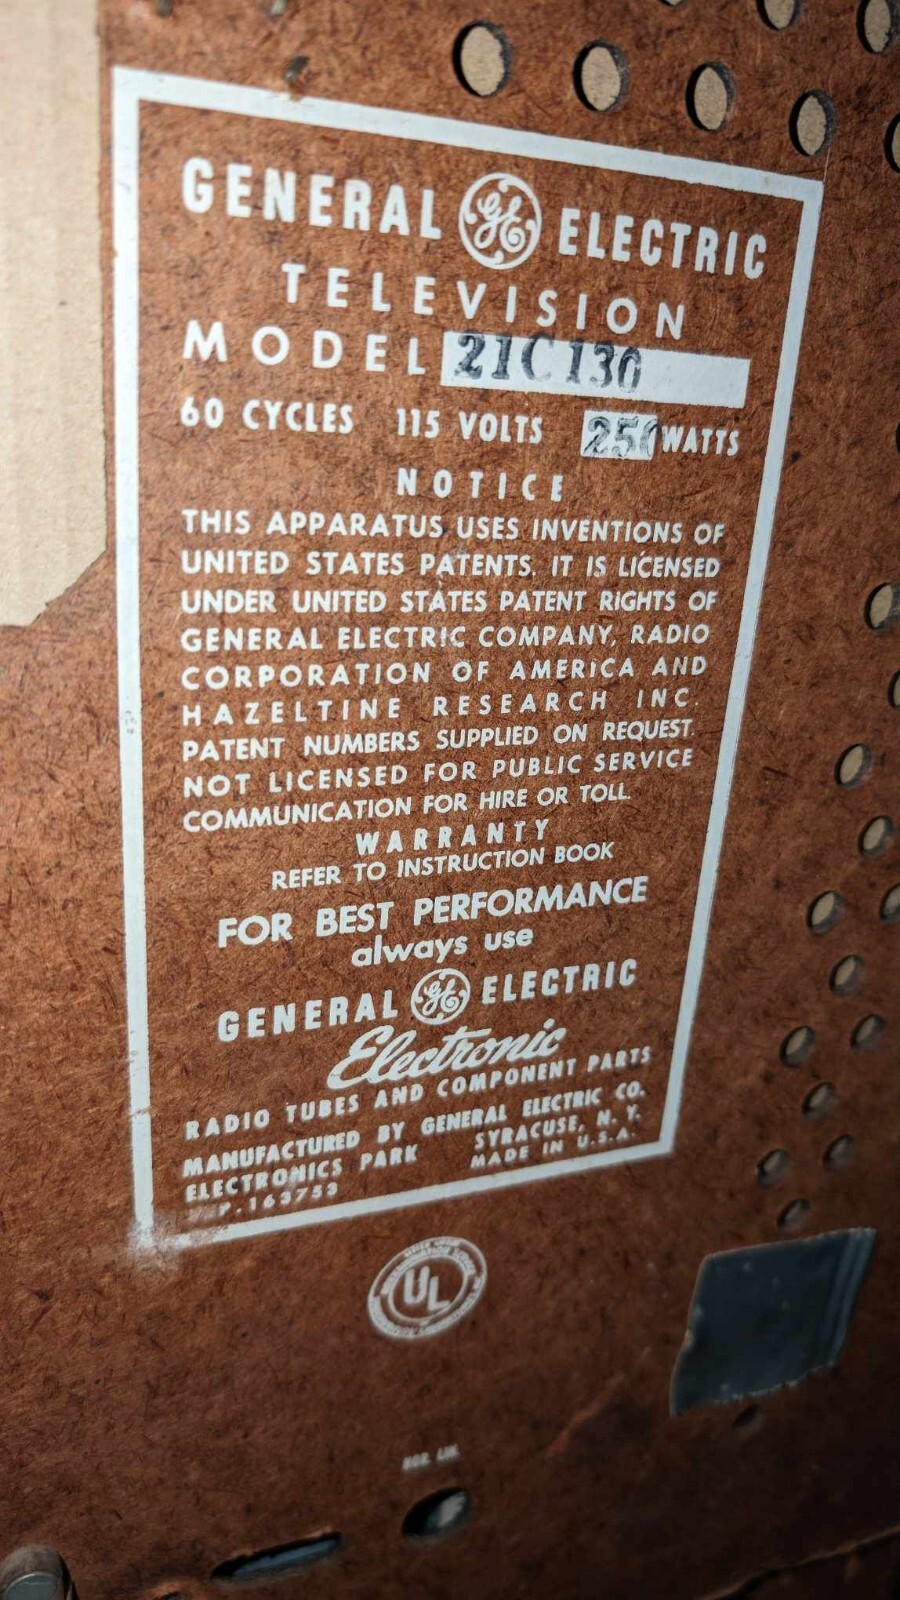 GENERAL GE ELECTRIC
TELEVISION
MODEL 21C130
60 CYCLES 115 VOLTS 250 WATTS
NOTICE
THIS APPARATUS USES INVENTIONS OF
UNITED STATES PATENTS. IT IS LICENSED
UNDER UNITED STATES PATENT RIGHTS OF
GENERAL ELECTRIC COMPANY, RADIO
CORPORATION OF AMERICA AND
HAZELTINE RESEARCH INC.
PATENT NUMBERS SUPPLIED ON REQUEST.
NOT LICENSED FOR PUBLIC SERVICE
COMMUNICATION FOR HIRE OR TOLL.
WARRANTY
REFER TO INSTRUCTION BOOK
FOR BEST PERFORMANCE
always use
GENERAL GE ELECTRIC
Electronic
RADIO TUBES AND COMPONENT PARTS
MANUFACTURED BY GENERAL ELECTRIC CO.
ELECTRONICS PARK SYRACUSE, N. Y.
P.163753 MADE IN U.S.A.
UL